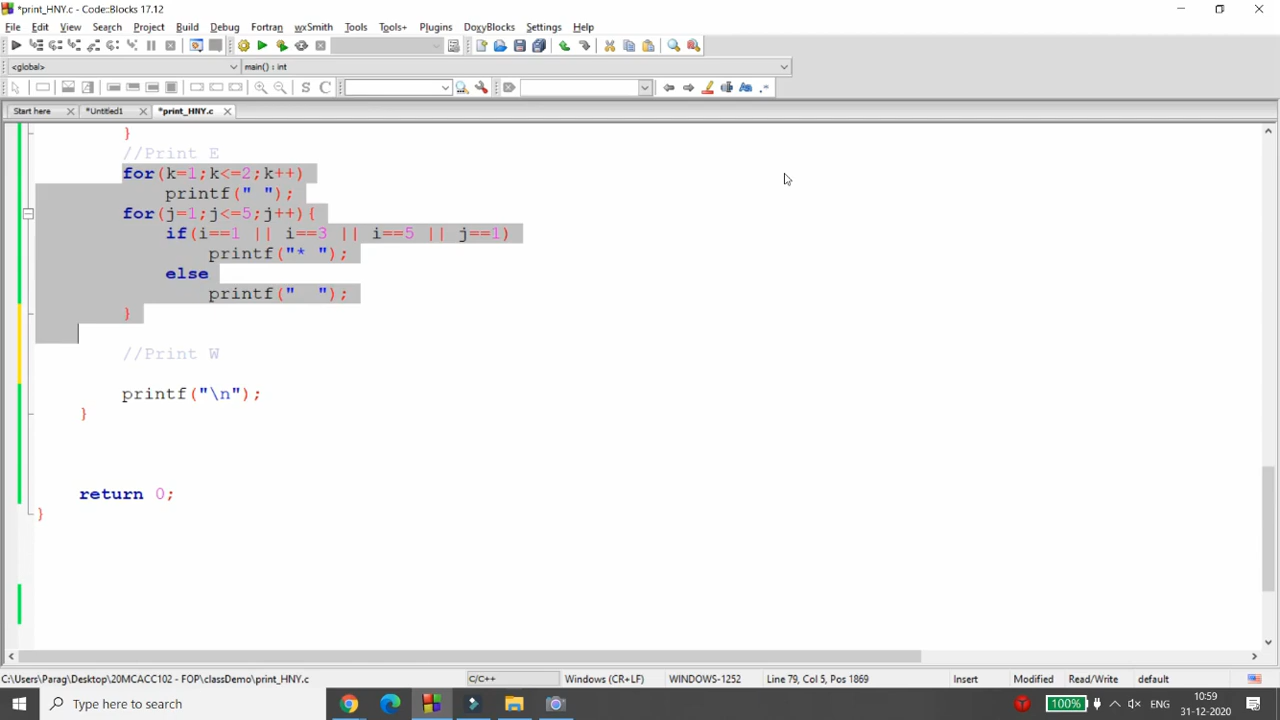 *print_HNY.c - Code::Blocks 17.12
File Edit View Search Project Build Debug Fortran wxSmith Tools Tools+ Plugins DoxyBlocks Settings Help
<global> main() : int
S C
Start here *Untitled1 *print_HNY.c
}
//Print E
for(k=1;k<=2;k++)
printf(" ");
for(j=1;j<=5;j++){
if(i==1 || i==3 || i==5 || j==1)
printf("* ");
else
printf("  ");
}
//Print W
printf("\n");
}
return 0;
}
C:\Users\Parag\Desktop\20MCACC102 - FOP\classDemo\print_HNY.c C/C++ Windows (CR+LF) WINDOWS-1252 Line 79, Col 5, Pos 1869 Insert Modified Read/Write default
Type here to search 100% ENG 10:59
31-12-2020